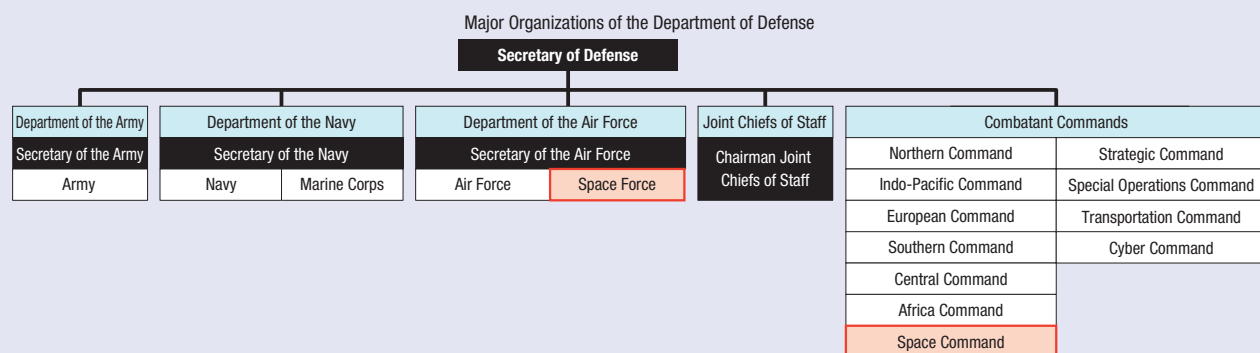 Major Organizations of the Department of Defense
Secretary of Defense
Department of the Army
Secretary of the Army
Army
Department of the Navy
Secretary of the Navy
Navy
Marine Corps
Department of the Air Force
Secretary of the Air Force
Air Force
Space Force
Joint Chiefs of Staff
Chairman Joint
Chiefs of Staff
Combatant Commands
Northern Command
Indo-Pacific Command
European Command
Southern Command
Central Command
Africa Command
Space Command
Strategic Command
Special Operations Command
Transportation Command
Cyber Command